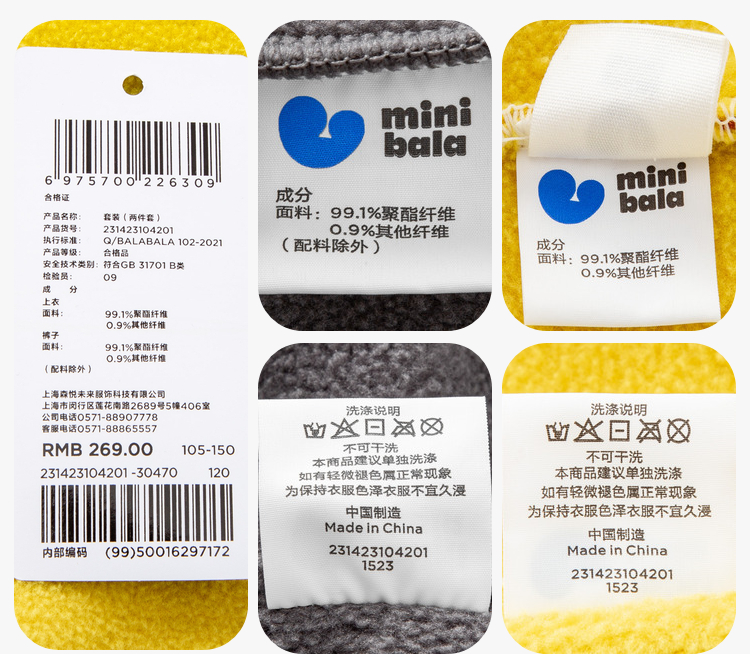 6 975700 226309
合格证
产品名称: 套装(两件套)
产品货号: 231423104201
执行标准: Q/BALABALA 102-2021
产品等级: 合格品
安全技术类别: 符合GB 31701 B类
检验员: 09
成 分
上衣
面料: 99.1%聚酯纤维
0.9%其他纤维
裤子
面料: 99.1%聚酯纤维
0.9%其他纤维
(配料除外)
上海森悦未来服饰科技有限公司
上海市闵行区莲花南路2689号5幢406室
公司电话0571-88907778
客服电话0571-88865557
RMB 269.00 105-150
231423104201 -30470 120
内部编码 (99)50016297172
mini
bala
成分
面料: 99.1%聚酯纤维
0.9%其他纤维
(配料除外)
mini
bala
成分
面料: 99.1%聚酯纤维
0.9%其他纤维
洗涤说明
不可干洗
本商品建议单独洗涤
如有轻微褪色属正常现象
为保持衣服色泽衣服不宜久浸
中国制造
Made in China
231423104201
1523
洗涤说明
不可干洗
本商品建议单独洗涤
如有轻微褪色属正常现象
为保持衣服色泽衣服不宜久浸
中国制造
Made in China
231423104201
1523